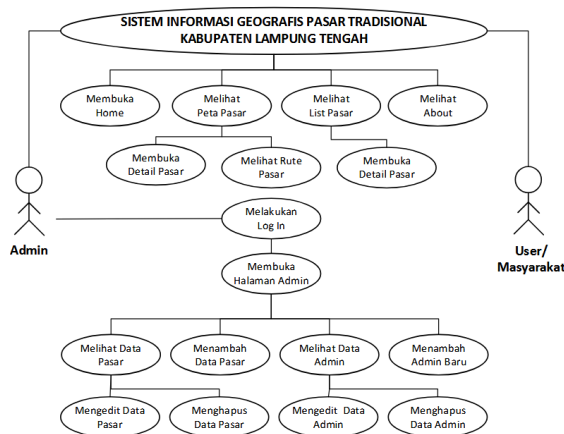 SISTEM INFORMASI GEOGRAFIS PASAR TRADISIONAL
KABUPATEN LAMPUNG TENGAH
Membuka
Home
Melihat
Peta Pasar
Melihat
List Pasar
Melihat
About
Membuka
Detail Pasar
Melihat Rute
Pasar
Membuka
Detail Pasar
Melakukan
Log In
Admin
User/
Masyarakat
Membuka
Halaman Admin
Melihat Data
Pasar
Menambah
Data Pasar
Melihat Data
Admin
Menambah
Admin Baru
Mengedit Data
Pasar
Menghapus
Data Pasar
Mengedit Data
Admin
Menghapus
Data Admin